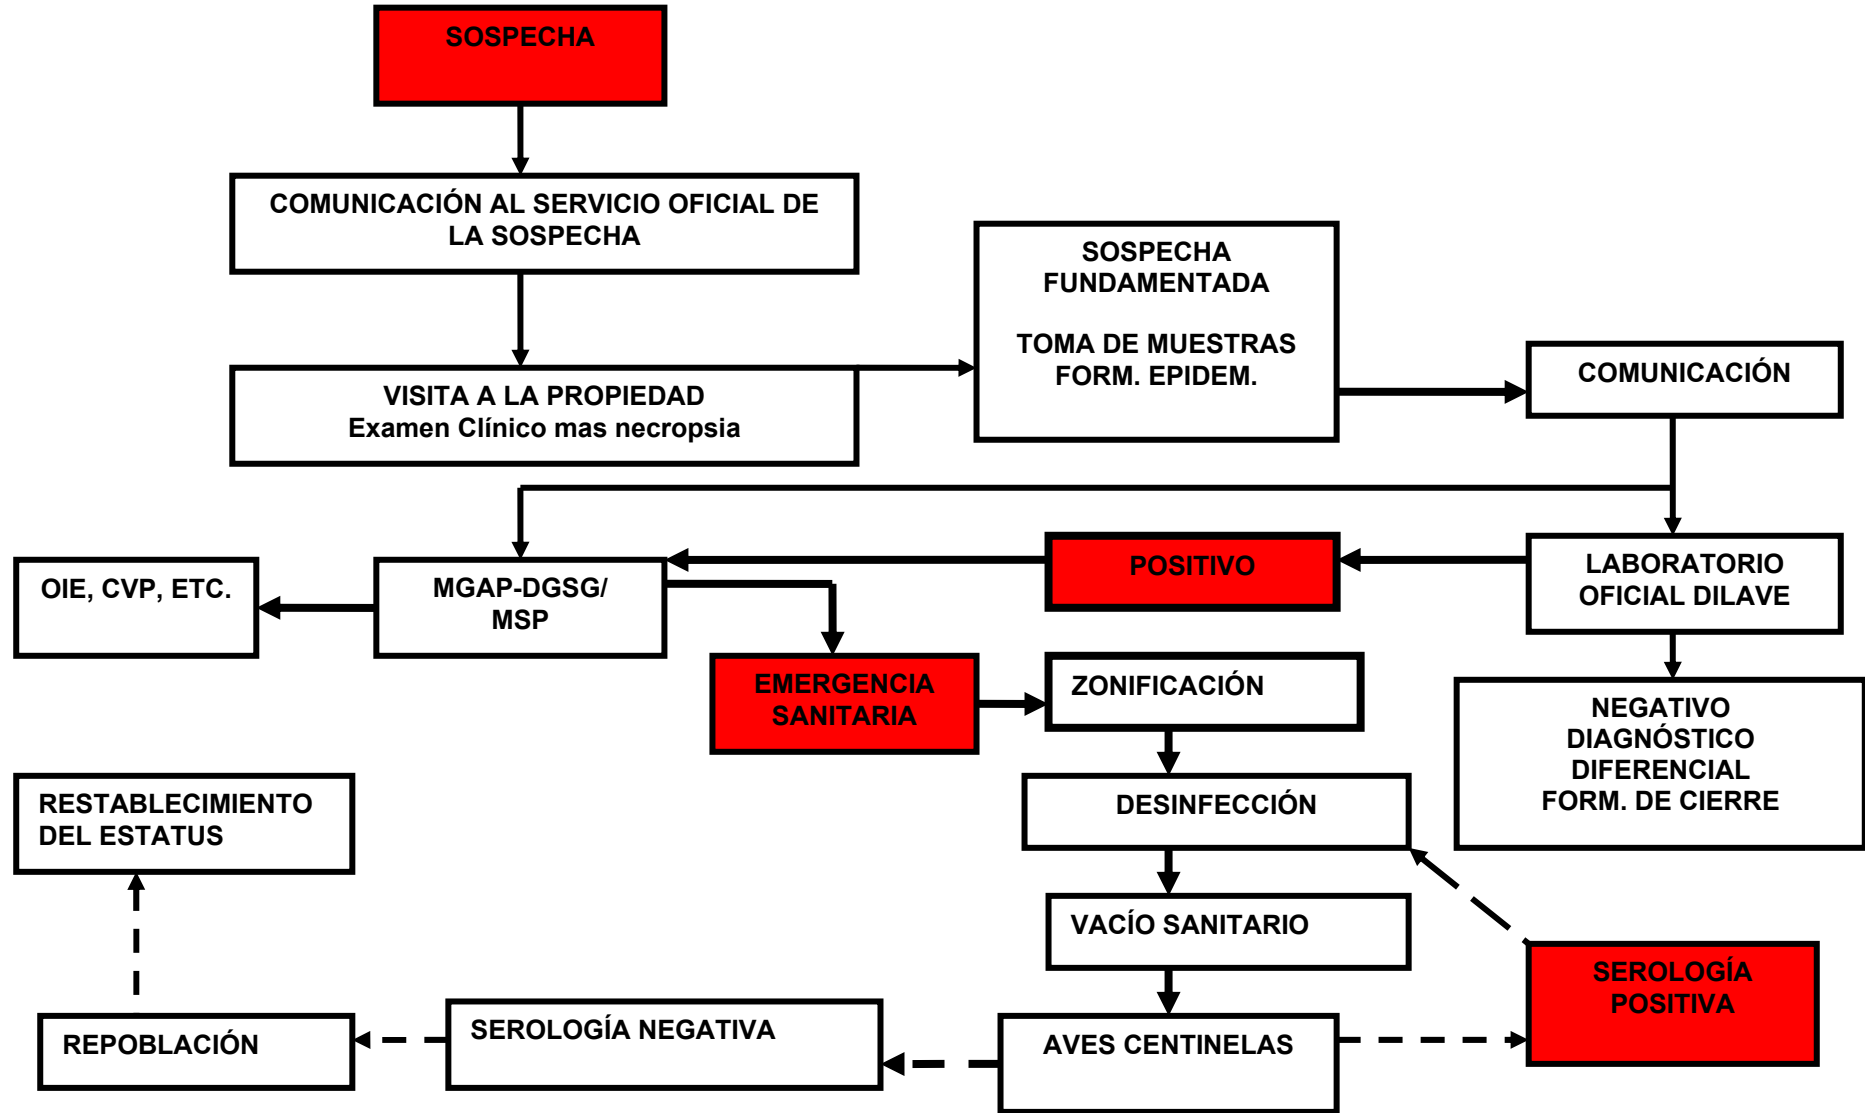 SOSPECHA
COMUNICACIÓN AL SERVICIO OFICIAL DE
LA SOSPECHA
VISITA A LA PROPIEDAD
Examen Clínico mas necropsia
SOSPECHA
FUNDAMENTADA
TOMA DE MUESTRAS
FORM. EPIDEM.
COMUNICACIÓN
OIE, CVP, ETC.
MGAP-DGSG/
MSP
POSITIVO
LABORATORIO
OFICIAL DILAVE
EMERGENCIA
SANITARIA
ZONIFICACIÓN
NEGATIVO
DIAGNÓSTICO
DIFERENCIAL
FORM. DE CIERRE
RESTABLECIMIENTO
DEL ESTATUS
DESINFECCIÓN
VACÍO SANITARIO
SEROLOGÍA
POSITIVA
REPOBLACIÓN
SEROLOGÍA NEGATIVA
AVES CENTINELAS